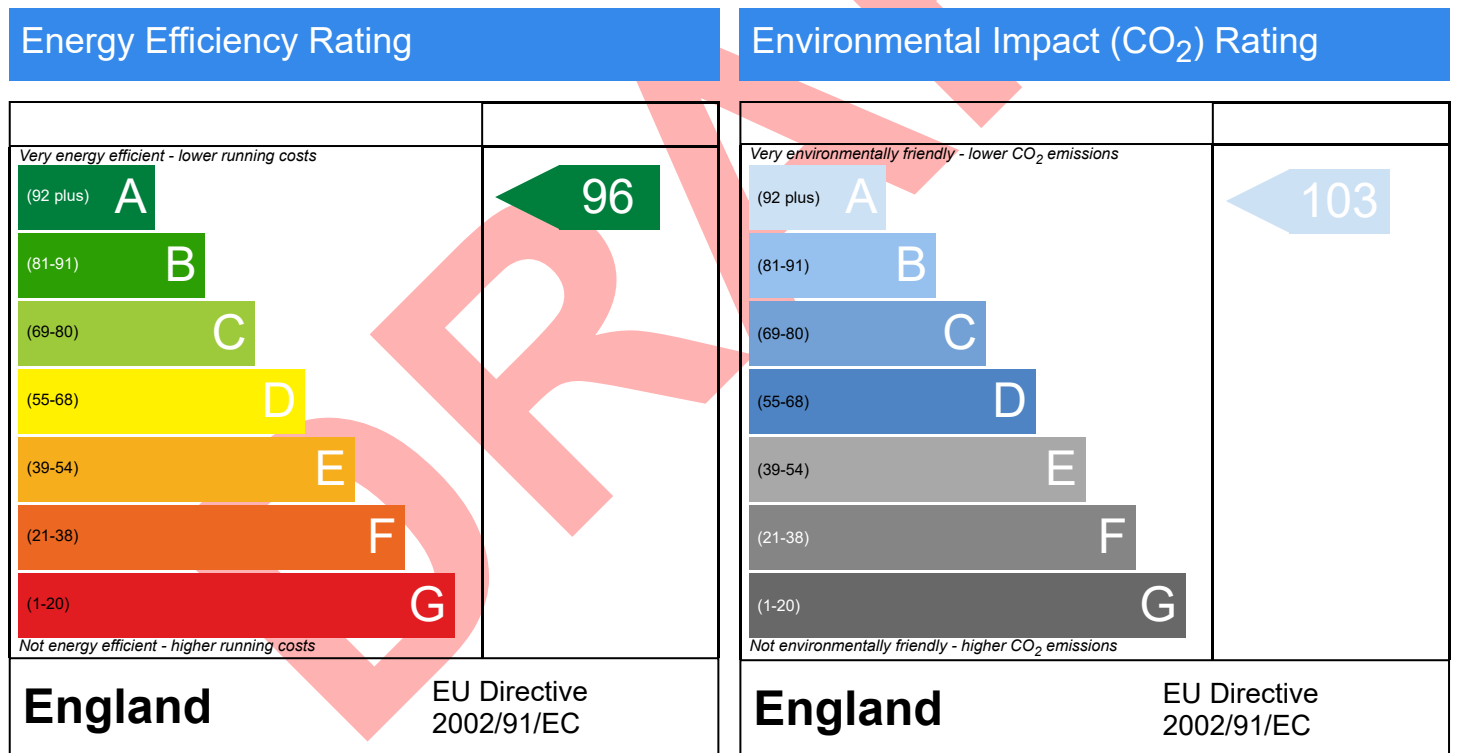 Energy Efficiency Rating
Very energy efficient - lower running costs
(92 plus) A
96
(81-91) B
(69-80) C
(55-68) D
(39-54) E
(21-38) F
(1-20) G
Not energy efficient - higher running costs
England
EU Directive
2002/91/EC
Environmental Impact (CO₂) Rating
Very environmentally friendly - lower CO₂ emissions
(92 plus) A
103
(81-91) B
(69-80) C
(55-68) D
(39-54) E
(21-38) F
(1-20) G
Not environmentally friendly - higher CO₂ emissions
England
EU Directive
2002/91/EC